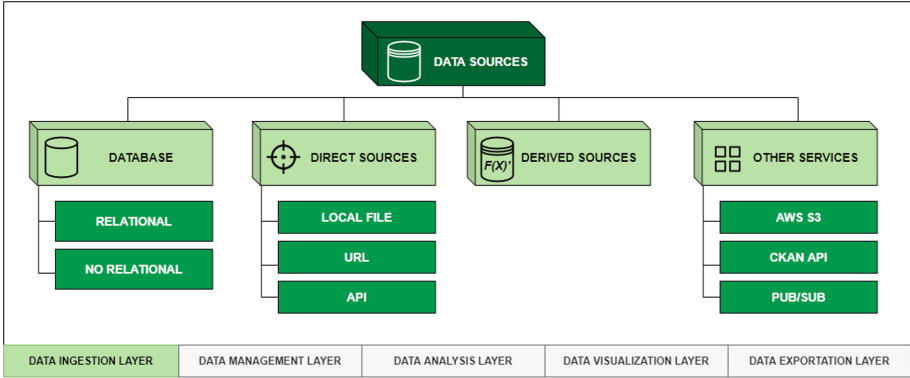 DATA SOURCES
DATABASE
DIRECT SOURCES
F(X)'
DERIVED SOURCES
OTHER SERVICES
RELATIONAL
NO RELATIONAL
LOCAL FILE
URL
API
AWS S3
CKAN API
PUB/SUB
DATA INGESTION LAYER
DATA MANAGEMENT LAYER
DATA ANALYSIS LAYER
DATA VISUALIZATION LAYER
DATA EXPORTATION LAYER